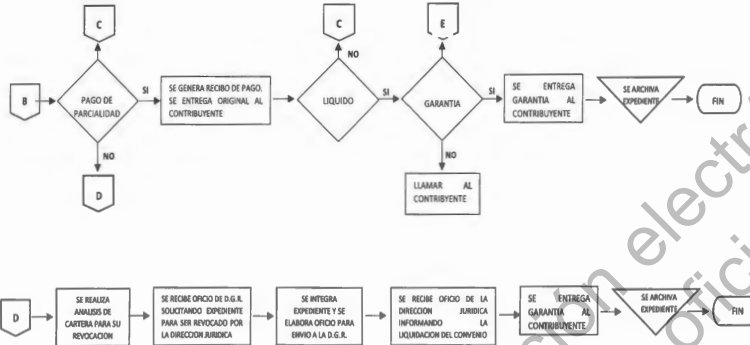 C
C
E
NO
B
PAGO DE
PARCIALIDAD
SI
SE GENERA RECIBO DE PAGO.
SE ENTREGA ORIGINAL AL
CONTRIBUYENTE
LIQUIDO
SI
GARANTIA
SI
SE ENTREGA
GARANTIA AL
CONTRIBUYENTE
SE ARCHIVA
EXPEDIENTE
FIN
NO
D
NO
LLAMAR AL
CONTRIBYENTE
D
SE REALIZA
ANALISIS DE
CARTERA PARA SU
REVOCACION
SE RECIBE OFICIO DE D.G.R.
SOLICITANDO EXPEDIENTE
PARA SER REVOCADO POR
LA DIRECCION JURIDICA
SE INTEGRA
EXPEDIENTE Y SE
ELABORA OFICIO PARA
ENVIO A LA D.G.R.
SE RECIBE OFICIO DE LA
DIRECCION JURIDICA
INFORMANDO LA
LIQUIDACION DEL CONVENIO
SE ENTREGA
GARANTIA AL
CONTRIBUYENTE
SE ARCHIVA
EXPEDIENTE
FIN